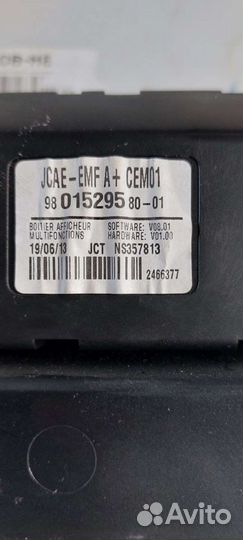 JCAE-EMF A+ CEM01
98 015295 80-01
BOITIER AFFICHEUR SOFTWARE: V08.01
MULTIFONCTIONS HARDWARE: V01.00
19/06/13 JCT NS357813
2466377
Avito